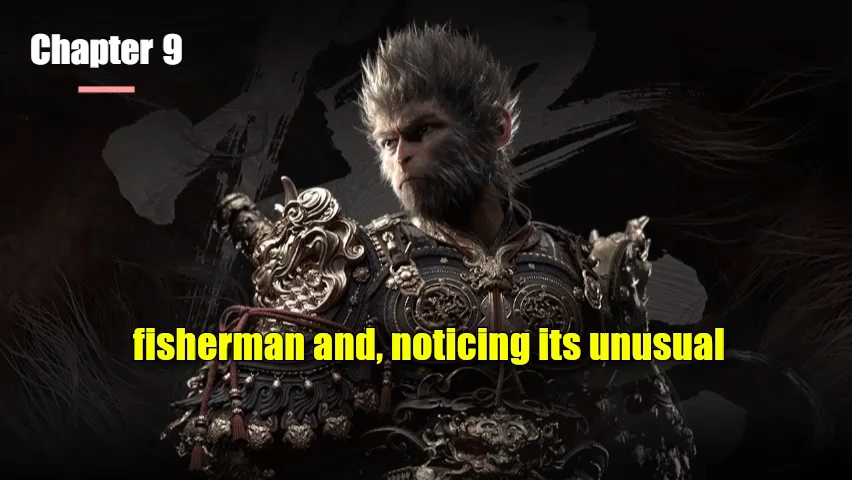 Chapter 9
fisherman and, noticing its unusual